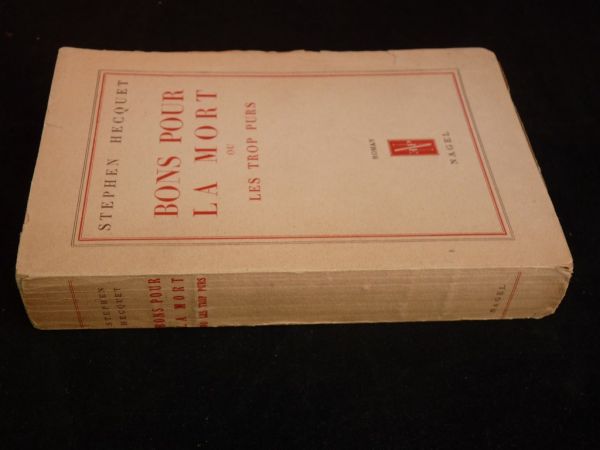 STEPHEN HECQUET
BONS POUR
LA MORT
OU
LES TROP PURS
ROMAN
NAGEL
STEPHEN
HECQUET
BONS POUR
LA MORT
OU LES TROP PURS
NAGEL